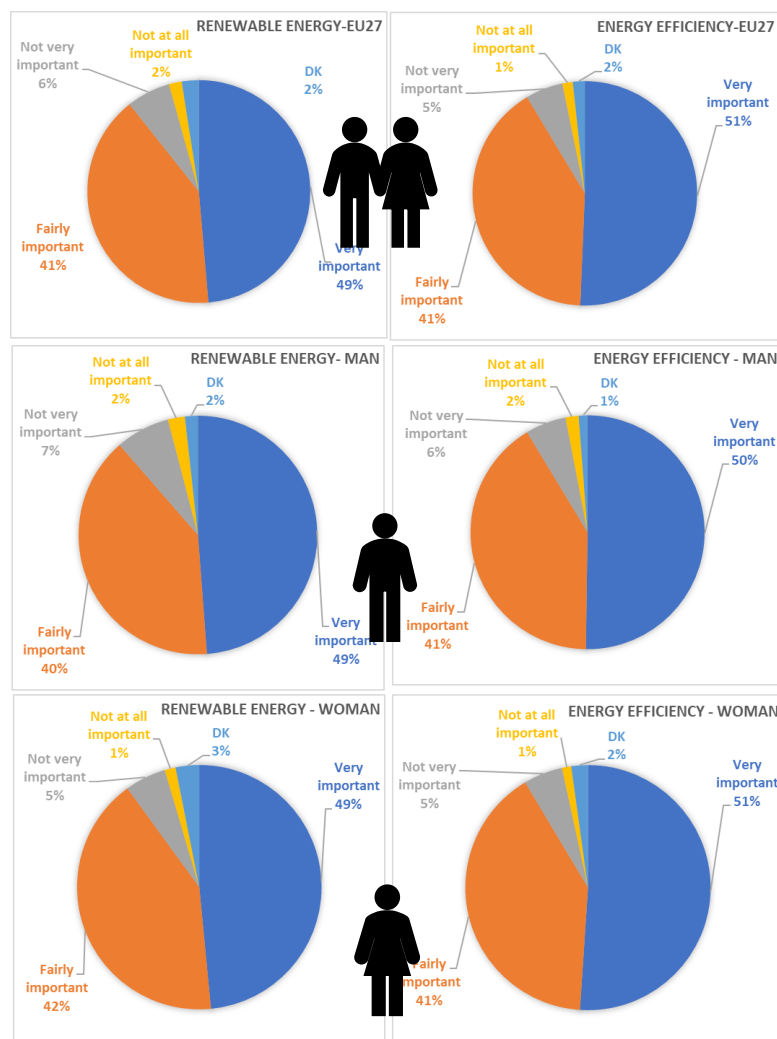 RENEWABLE ENERGY-EU27
Not very
important
6%
Not at all
important
2%
DK
2%
Fairly
important
41%
Very
important
49%
ENERGY EFFICIENCY-EU27
Not at all
important
1%
DK
2%
Not very
important
5%
Very
important
51%
Fairly
important
41%
RENEWABLE ENERGY- MAN
Not at all
important
2%
DK
2%
Not very
important
7%
Fairly
important
40%
Very
important
49%
ENERGY EFFICIENCY - MAN
Not at all
important
2%
DK
1%
Not very
important
6%
Very
important
50%
Fairly
important
41%
RENEWABLE ENERGY - WOMAN
Not at all
important
1%
DK
3%
Not very
important
5%
Very
important
49%
Fairly
important
42%
ENERGY EFFICIENCY - WOMAN
Not at all
important
1%
DK
2%
Not very
important
5%
Very
important
51%
Fairly
important
41%